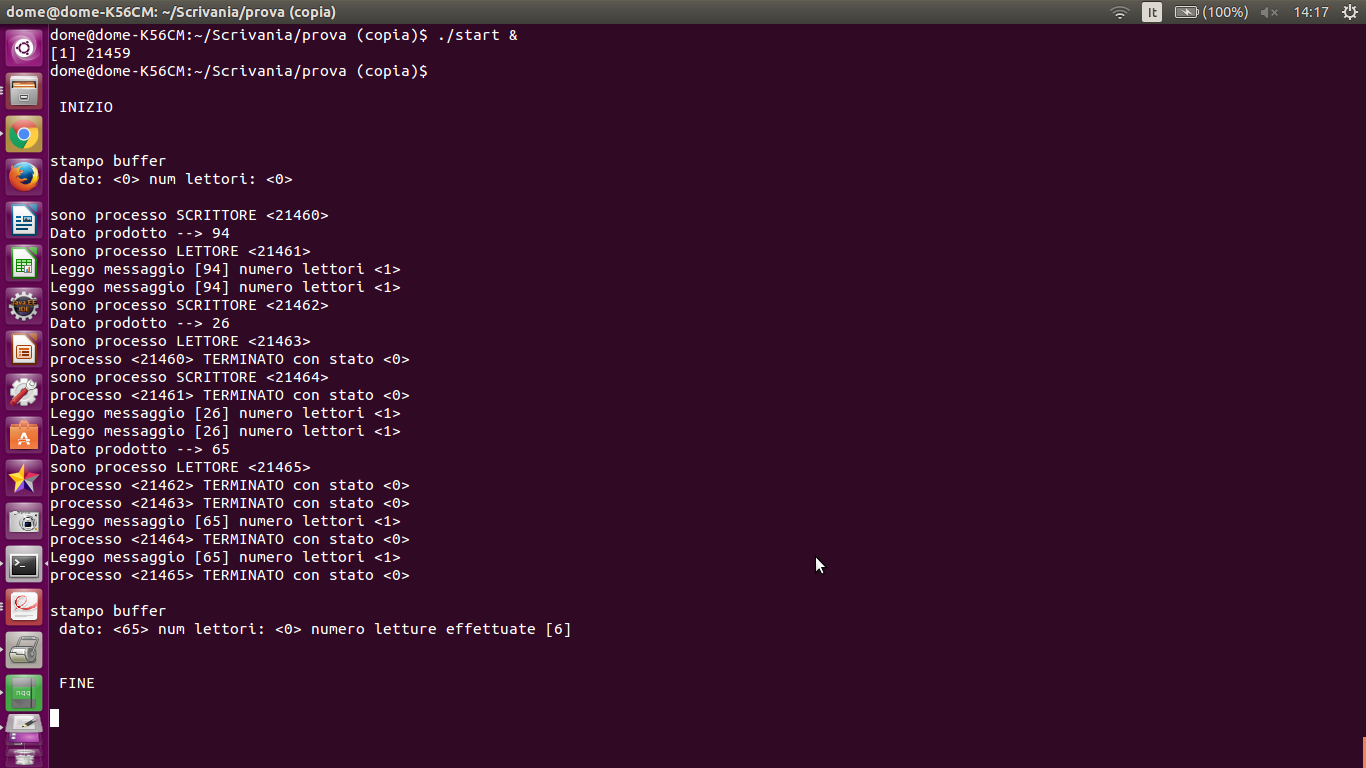 dome@dome-K56CM: ~/Scrivania/prova (copia)
It
(100%)
14:17
dome@dome-K56CM:~/Scrivania/prova (copia)$ ./start &
[1] 21459
dome@dome-K56CM:~/Scrivania/prova (copia)$
INIZIO
stampo buffer
dato: <0> num lettori: <0>
sono processo SCRITTORE <21460>
Dato prodotto --> 94
sono processo LETTORE <21461>
Leggo messaggio [94] numero lettori <1>
Leggo messaggio [94] numero lettori <1>
sono processo SCRITTORE <21462>
Dato prodotto --> 26
sono processo LETTORE <21463>
processo <21460> TERMINATO con stato <0>
sono processo SCRITTORE <21464>
processo <21461> TERMINATO con stato <0>
Leggo messaggio [26] numero lettori <1>
Leggo messaggio [26] numero lettori <1>
Dato prodotto --> 65
sono processo LETTORE <21465>
processo <21462> TERMINATO con stato <0>
processo <21463> TERMINATO con stato <0>
Leggo messaggio [65] numero lettori <1>
processo <21464> TERMINATO con stato <0>
Leggo messaggio [65] numero lettori <1>
processo <21465> TERMINATO con stato <0>
stampo buffer
dato: <65> num lettori: <0> numero letture effettuate [6]
FINE
nqq